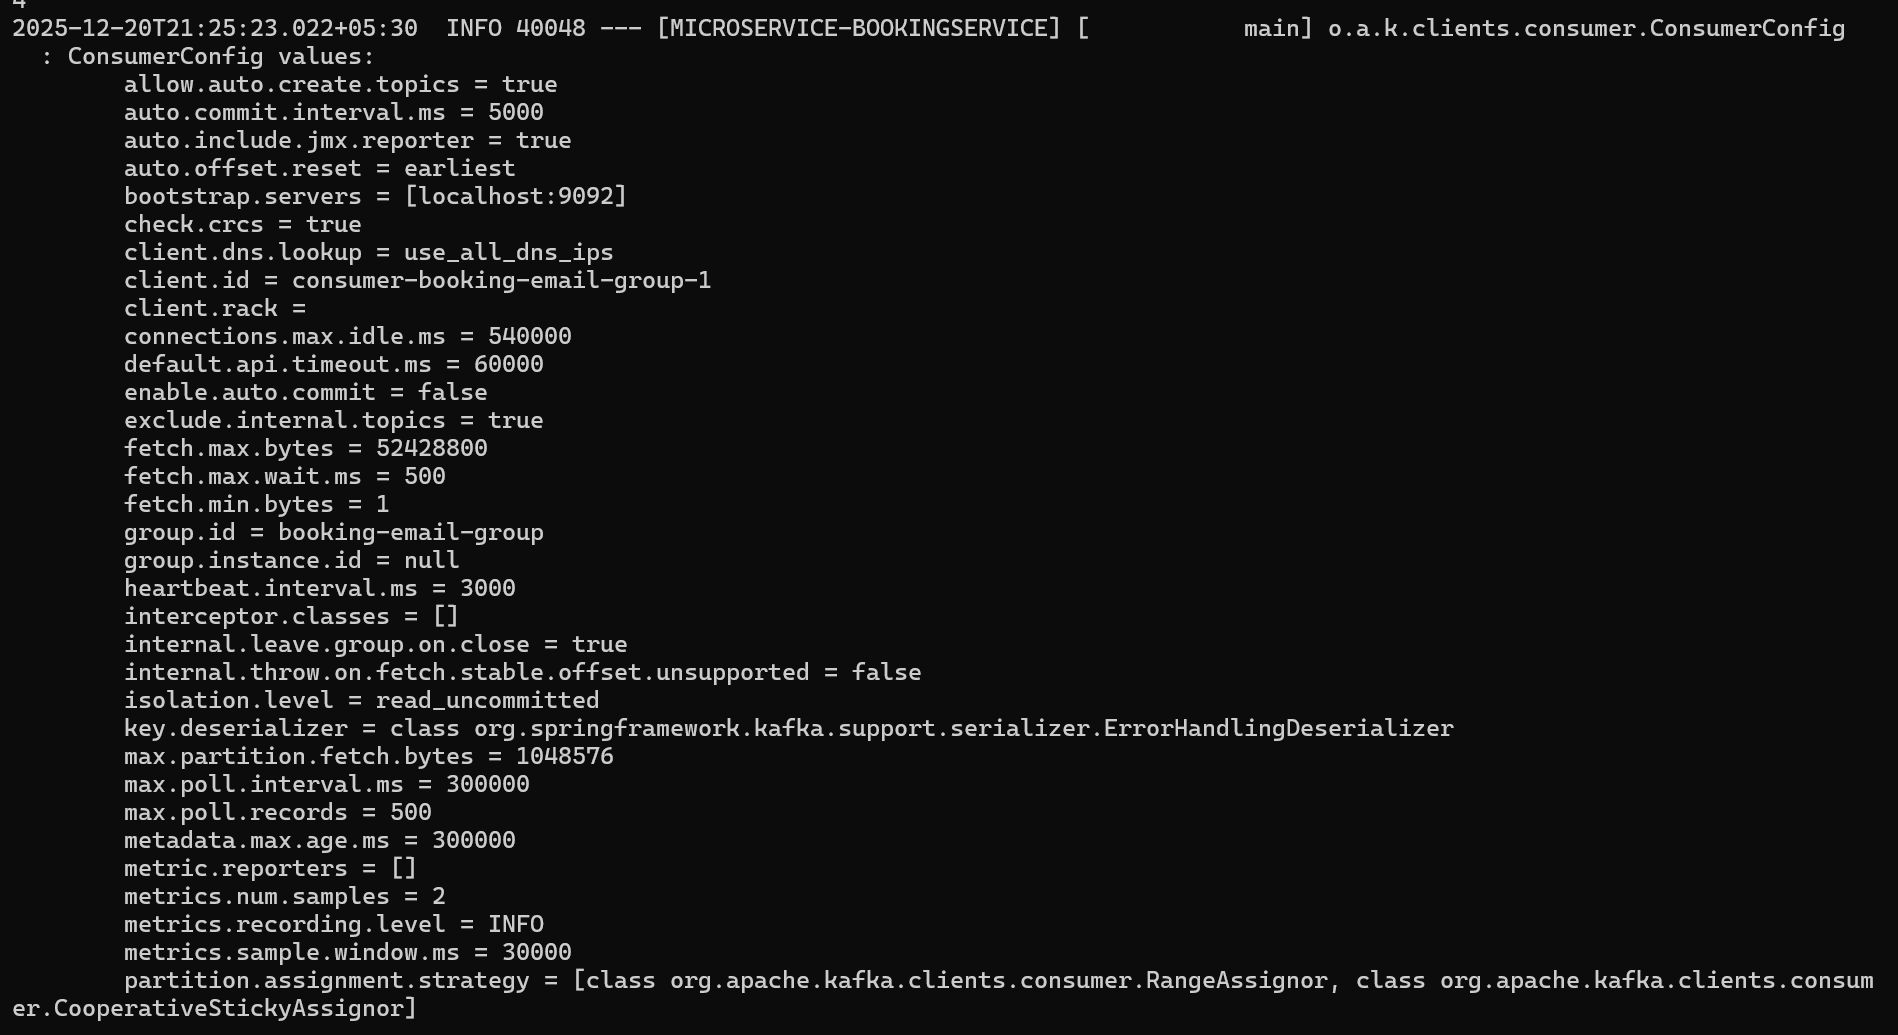 2025-12-20T21:25:23.022+05:30  INFO 40048 --- [MICROSERVICE-BOOKINGSERVICE] [           main] o.a.k.clients.consumer.ConsumerConfig
  : ConsumerConfig values:
        allow.auto.create.topics = true
        auto.commit.interval.ms = 5000
        auto.include.jmx.reporter = true
        auto.offset.reset = earliest
        bootstrap.servers = [localhost:9092]
        check.crcs = true
        client.dns.lookup = use_all_dns_ips
        client.id = consumer-booking-email-group-1
        client.rack =
        connections.max.idle.ms = 540000
        default.api.timeout.ms = 60000
        enable.auto.commit = false
        exclude.internal.topics = true
        fetch.max.bytes = 52428800
        fetch.max.wait.ms = 500
        fetch.min.bytes = 1
        group.id = booking-email-group
        group.instance.id = null
        heartbeat.interval.ms = 3000
        interceptor.classes = []
        internal.leave.group.on.close = true
        internal.throw.on.fetch.stable.offset.unsupported = false
        isolation.level = read_uncommitted
        key.deserializer = class org.springframework.kafka.support.serializer.ErrorHandlingDeserializer
        max.partition.fetch.bytes = 1048576
        max.poll.interval.ms = 300000
        max.poll.records = 500
        metadata.max.age.ms = 300000
        metric.reporters = []
        metrics.num.samples = 2
        metrics.recording.level = INFO
        metrics.sample.window.ms = 30000
        partition.assignment.strategy = [class org.apache.kafka.clients.consumer.RangeAssignor, class org.apache.kafka.clients.consum
er.CooperativeStickyAssignor]